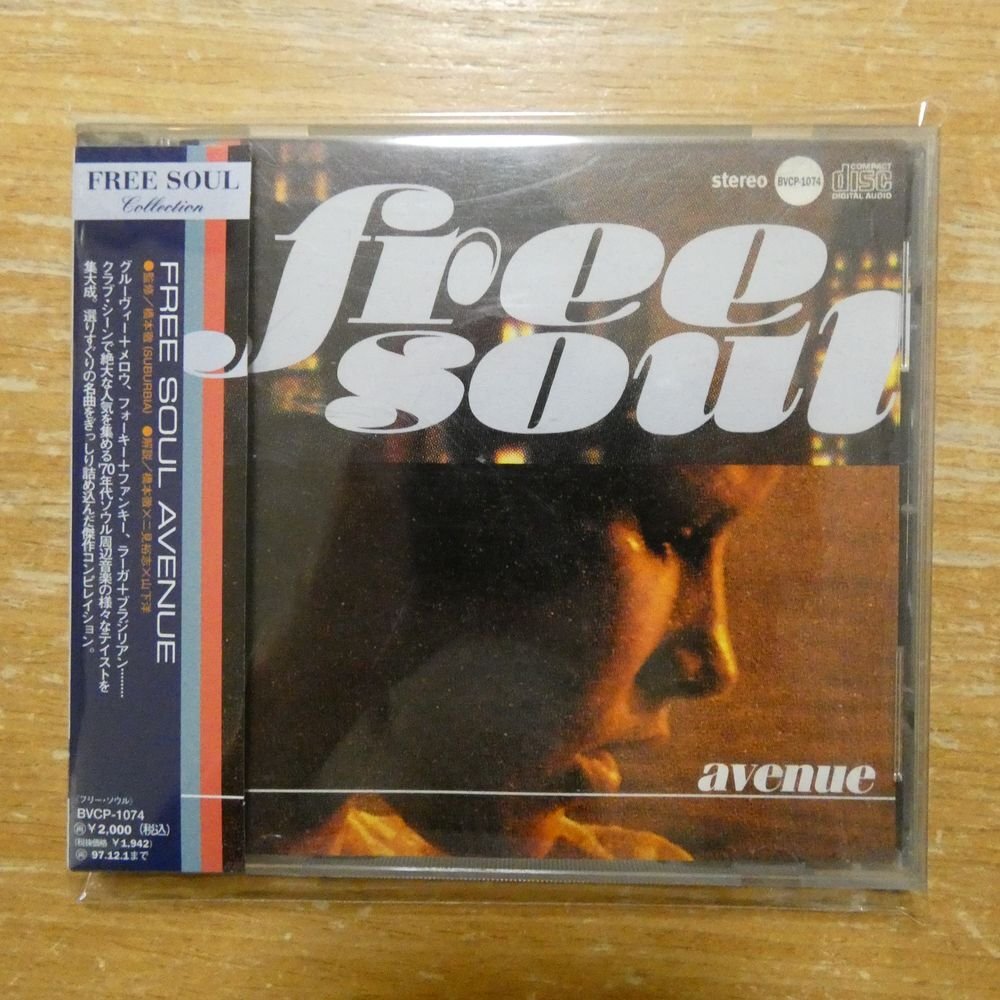 FREE SOUL
Collection
FREE SOUL AVENUE
●監修／橋本徹 (SUBURBIA) ●解説／橋本徹×二見裕志×山下洋
グルーヴィー＋メロウ、フォーキー＋ファンキー、ラーガ＋ブラジリアン………
クラブ・シーンで絶大な人気を集める'70年代ソウル周辺音楽の様々なテイストを
集大成。選りすぐりの名曲をぎっしり詰め込んだ傑作コンピレイション。
(フリー・ソウル)
BVCP-1074
再 ¥2,000 (税込)
(税抜価格 ¥1,942)
再 97.12.1まで
stereo
BVCP-1074
COMPACT
disc
DIGITAL AUDIO
free
soul
avenue